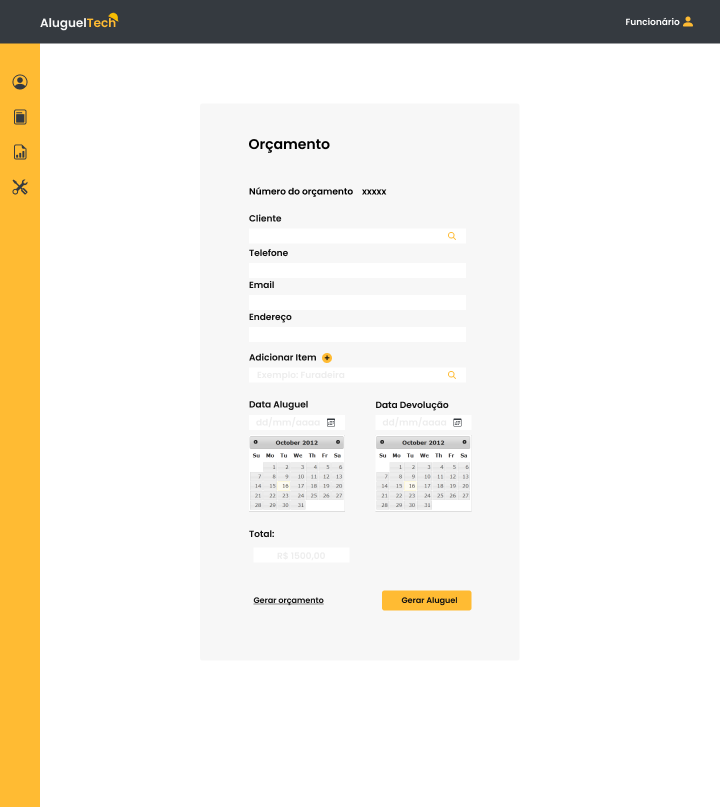 AluguelTech
Funcionário
Orçamento
Número do orçamento xxxxx
Cliente
Telefone
Email
Endereço
Adicionar Item
Exemplo: Furadeira
Data Aluguel Data Devolução
dd/mm/aaaa dd/mm/aaaa
October 2012 October 2012
Su Mo Tu We Th Fr Sa Su Mo Tu We Th Fr Sa
1 2 3 4 5 6 1 2 3 4 5 6
7 8 9 10 11 12 13 7 8 9 10 11 12 13
14 15 16 17 18 19 20 14 15 16 17 18 19 20
21 22 23 24 25 26 27 21 22 23 24 25 26 27
28 29 30 31 28 29 30 31
Total:
R$ 1500,00
Gerar orçamento Gerar Aluguel